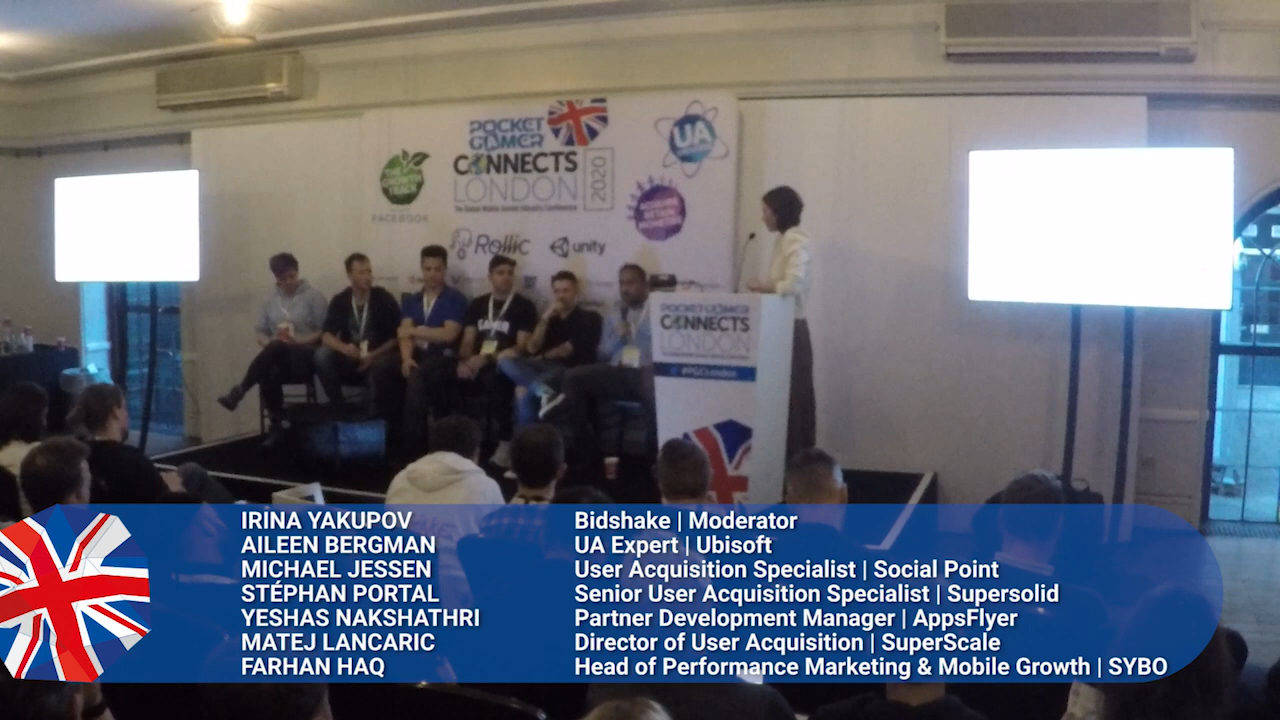 POCKET
GAMER
CONNECTS
LONDON
2020
UA
THE
GROWTH
TRACK
FACEBOOK
Rollic
unity
POCKET GAMER
CONNECTS
LONDON
#PGCLondon
IRINA YAKUPOV Bidshake | Moderator
AILEEN BERGMAN UA Expert | Ubisoft
MICHAEL JESSEN User Acquisition Specialist | Social Point
STÉPHAN PORTAL Senior User Acquisition Specialist | Supersolid
YESHAS NAKSHATHRI Partner Development Manager | AppsFlyer
MATEJ LANCARIC Director of User Acquisition | SuperScale
FARHAN HAQ Head of Performance Marketing & Mobile Growth | SYBO